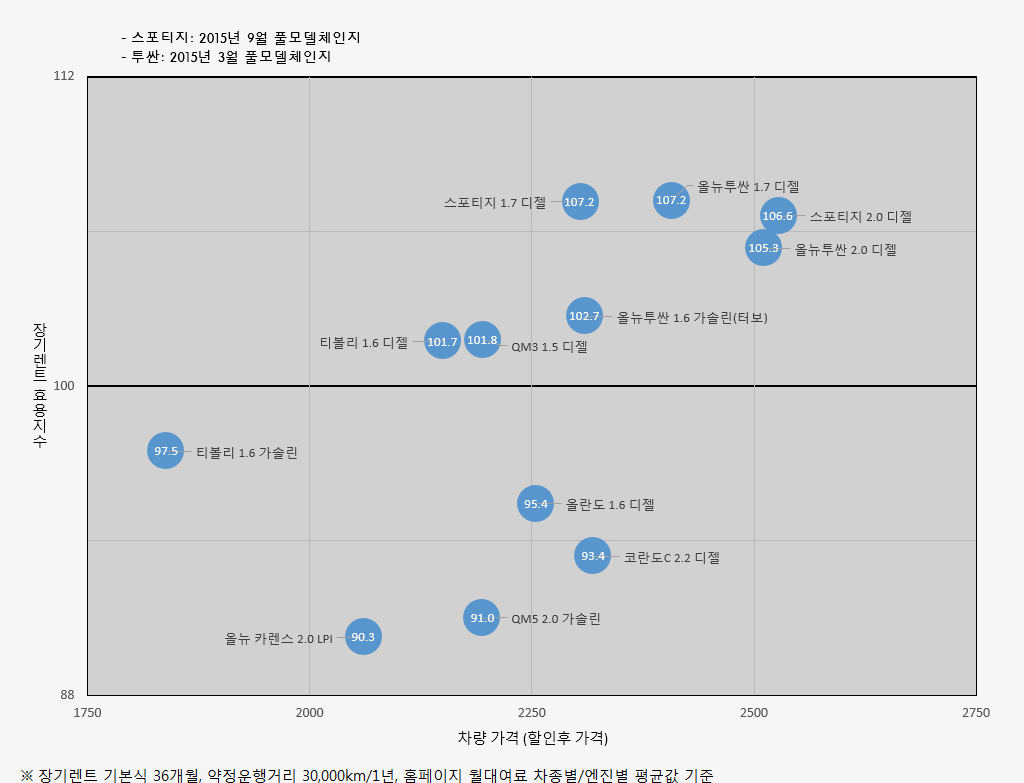 - 스포티지: 2015년 9월 풀모델체인지
- 투싼: 2015년 3월 풀모델체인지
112
스포티지 1.7 디젤
107.2
107.2
올뉴투싼 1.7 디젤
106.6
스포티지 2.0 디젤
105.3
올뉴투싼 2.0 디젤
102.7
올뉴투싼 1.6 가솔린(터보)
티볼리 1.6 디젤
101.7
101.8
QM3 1.5 디젤
장기렌트 효용지수
100
97.5
티볼리 1.6 가솔린
95.4
올란도 1.6 디젤
93.4
코란도C 2.2 디젤
91.0
QM5 2.0 가솔린
올뉴 카렌스 2.0 LPI
90.3
88
1750 2000 2250 2500 2750
차량 가격 (할인후 가격)
※ 장기렌트 기본식 36개월, 약정운행거리 30,000km/1년, 홈페이지 월대여료 차종별/엔진별 평균값 기준